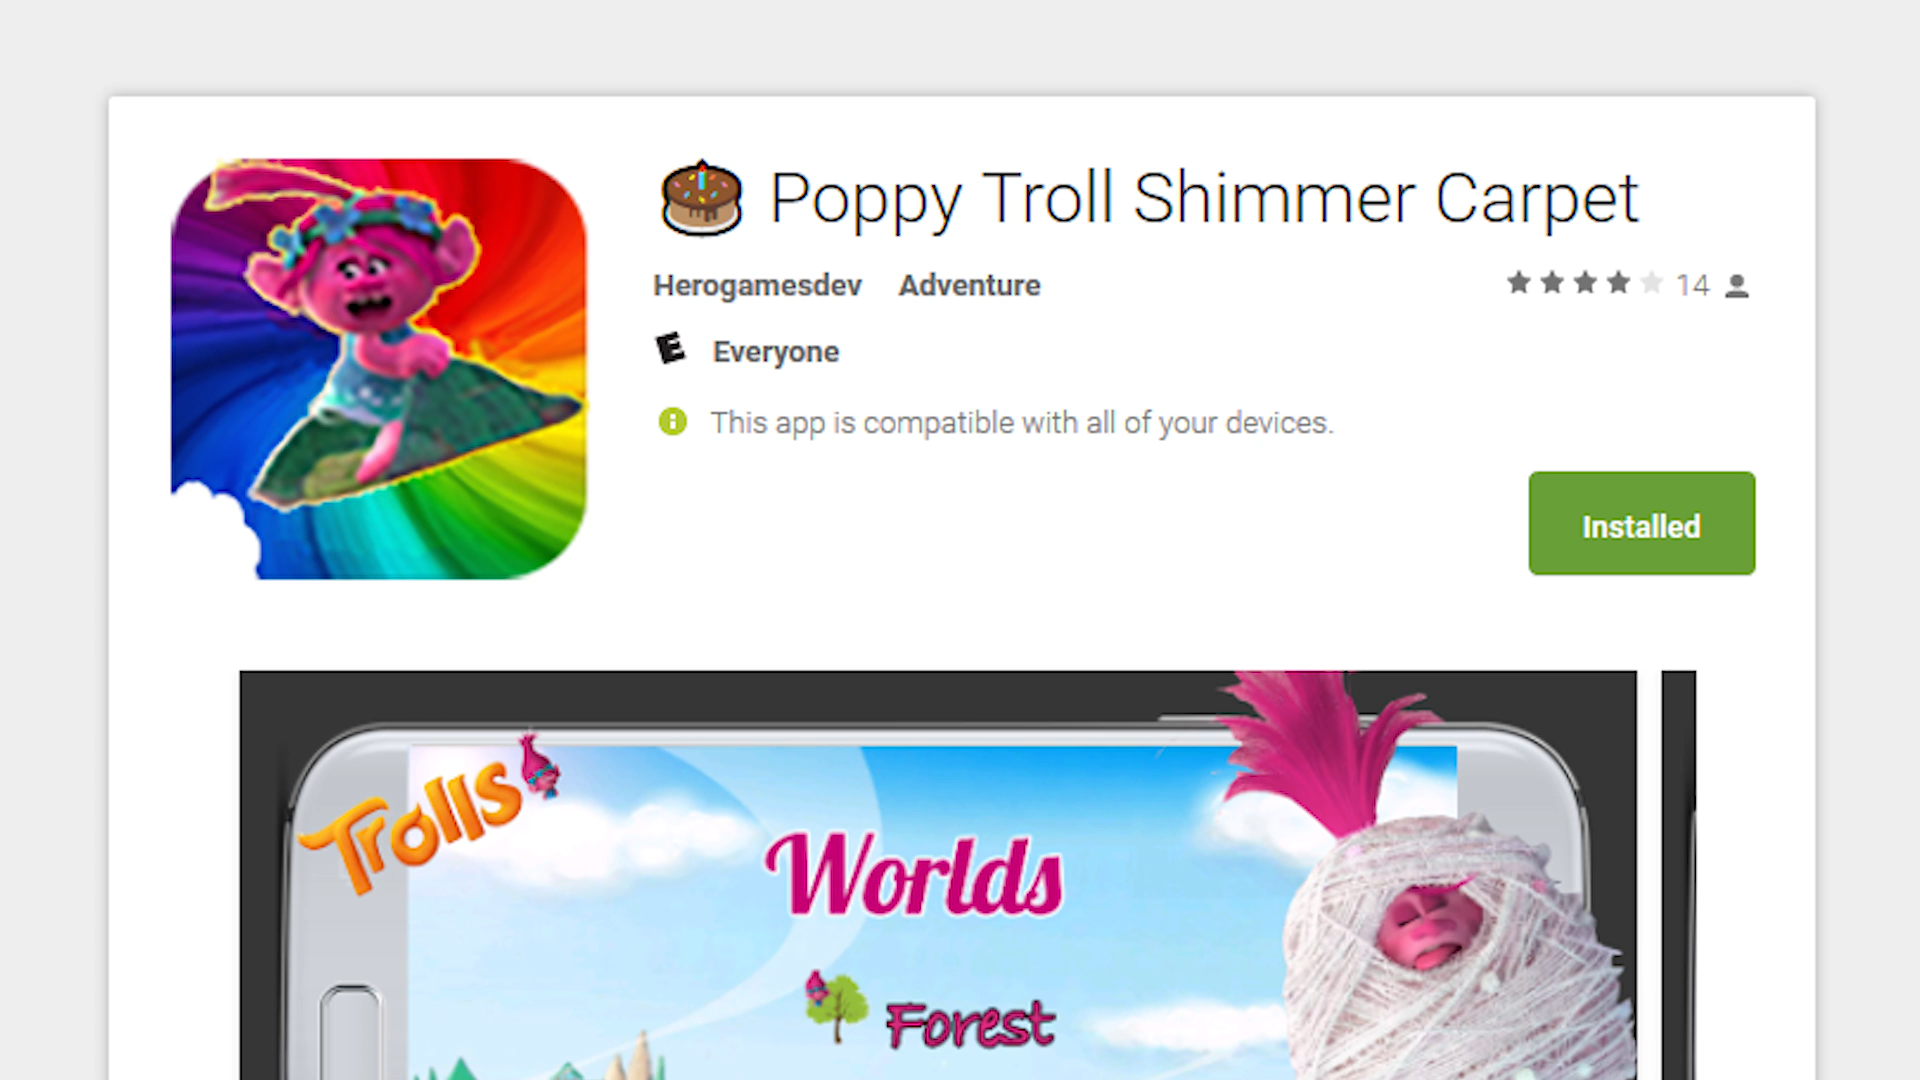 Poppy Troll Shimmer Carpet
Herogamesdev Adventure
14
E Everyone
This app is compatible with all of your devices.
Installed
Trolls
Worlds
Forest